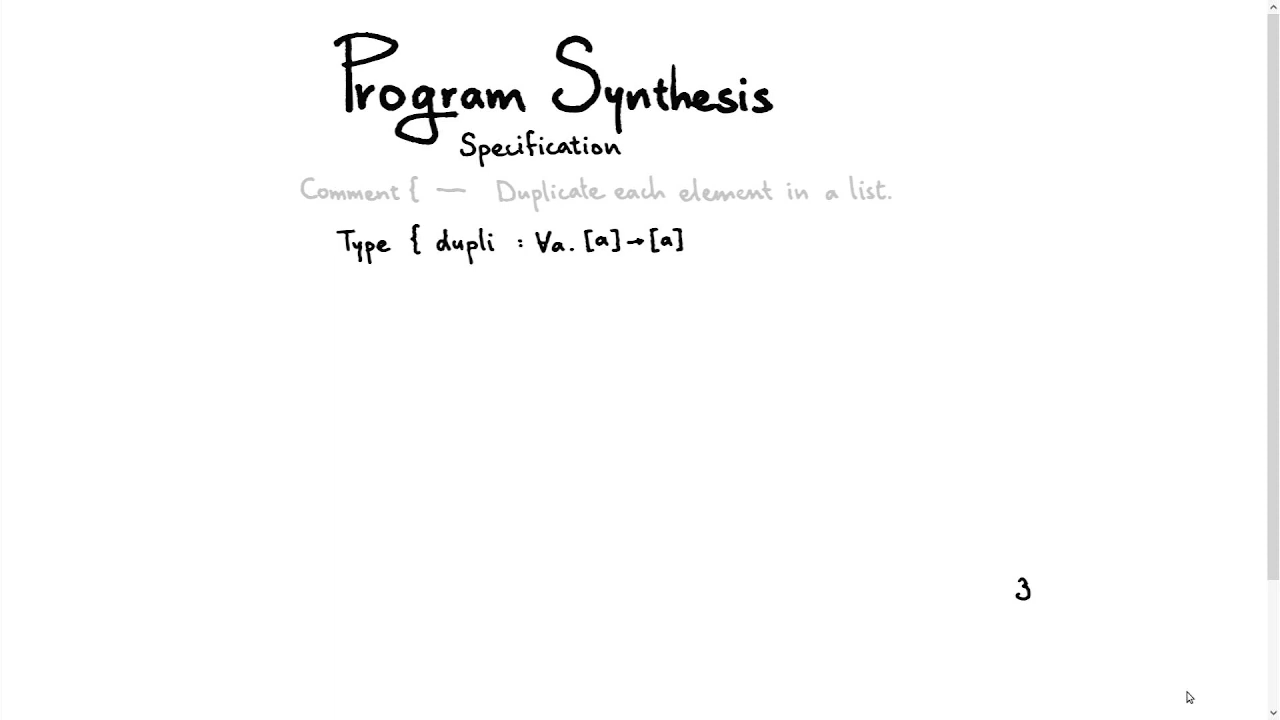 Program Synthesis
Specification
Comment { — Duplicate each element in a list.
Type { dupli : ∀a. [a]→[a]
3